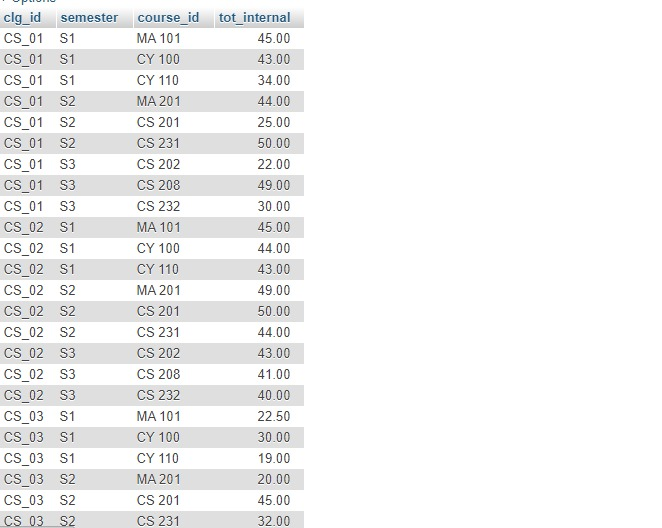 Options
clg_id semester course_id tot_internal
CS_01 S1 MA 101 45.00
CS_01 S1 CY 100 43.00
CS_01 S1 CY 110 34.00
CS_01 S2 MA 201 44.00
CS_01 S2 CS 201 25.00
CS_01 S2 CS 231 50.00
CS_01 S3 CS 202 22.00
CS_01 S3 CS 208 49.00
CS_01 S3 CS 232 30.00
CS_02 S1 MA 101 45.00
CS_02 S1 CY 100 44.00
CS_02 S1 CY 110 43.00
CS_02 S2 MA 201 49.00
CS_02 S2 CS 201 50.00
CS_02 S2 CS 231 44.00
CS_02 S3 CS 202 43.00
CS_02 S3 CS 208 41.00
CS_02 S3 CS 232 40.00
CS_03 S1 MA 101 22.50
CS_03 S1 CY 100 30.00
CS_03 S1 CY 110 19.00
CS_03 S2 MA 201 20.00
CS_03 S2 CS 201 45.00
CS_03 S2 CS 231 32.00